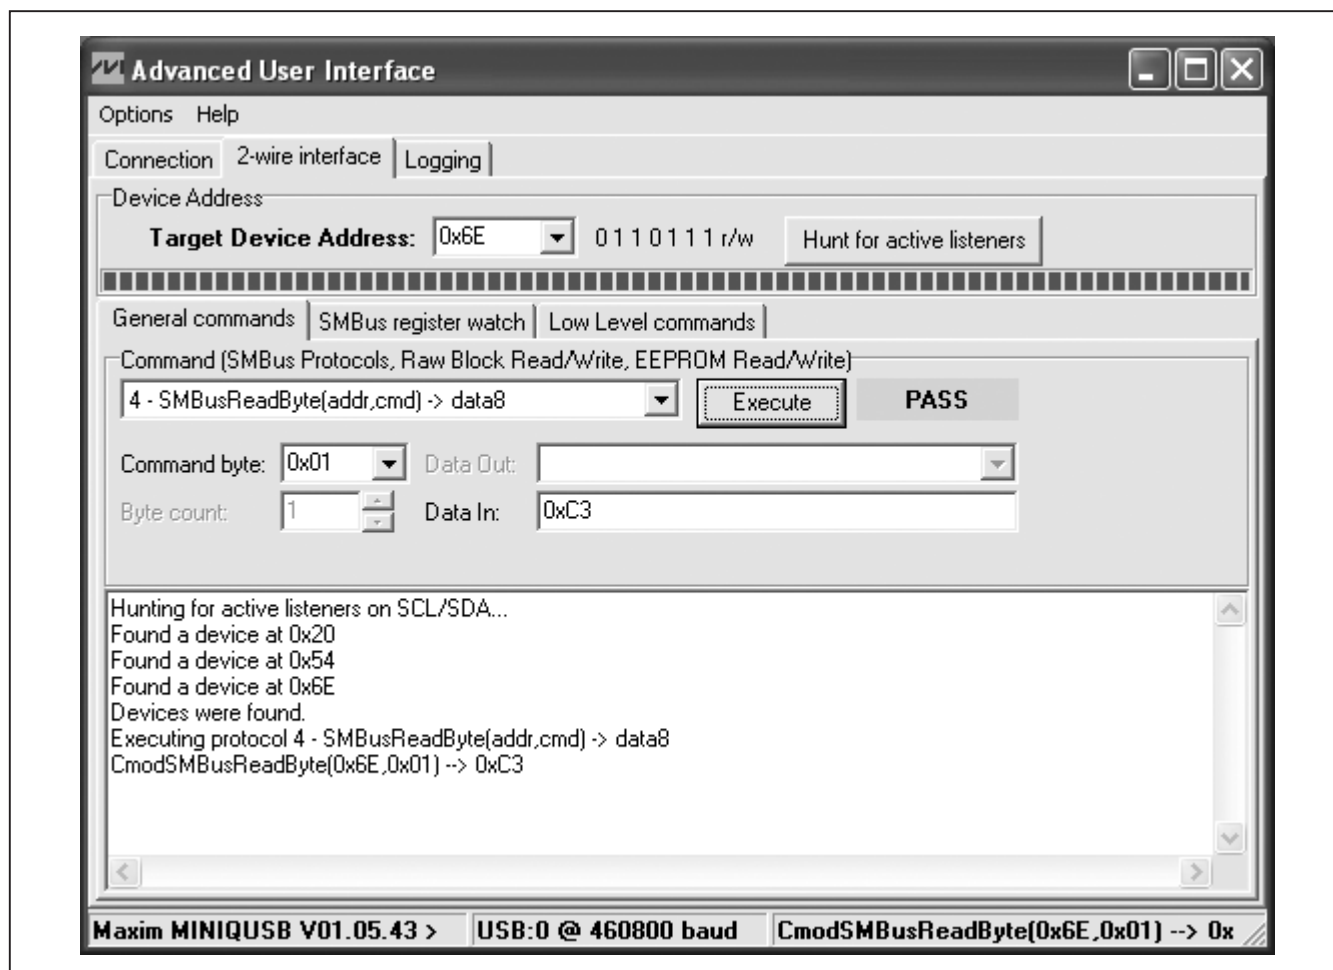 Advanced User Interface
Options Help
Connection 2-wire interface Logging
Device Address
Target Device Address: 0x6E 0 1 1 0 1 1 1 r/w Hunt for active listeners
General commands SMBus register watch Low Level commands
Command (SMBus Protocols, Raw Block Read/Write, EEPROM Read/Write)
4 - SMBusReadByte(addr,cmd) -> data8 Execute PASS
Command byte: 0x01 Data Out:
Byte count: 1 Data In: 0xC3
Hunting for active listeners on SCL/SDA...
Found a device at 0x20
Found a device at 0x54
Found a device at 0x6E
Devices were found.
Executing protocol 4 - SMBusReadByte(addr,cmd) -> data8
CmodSMBusReadByte(0x6E,0x01) --> 0xC3
Maxim MINIQUSB V01.05.43 > USB:0 @ 460800 baud CmodSMBusReadByte(0x6E,0x01) --> 0x